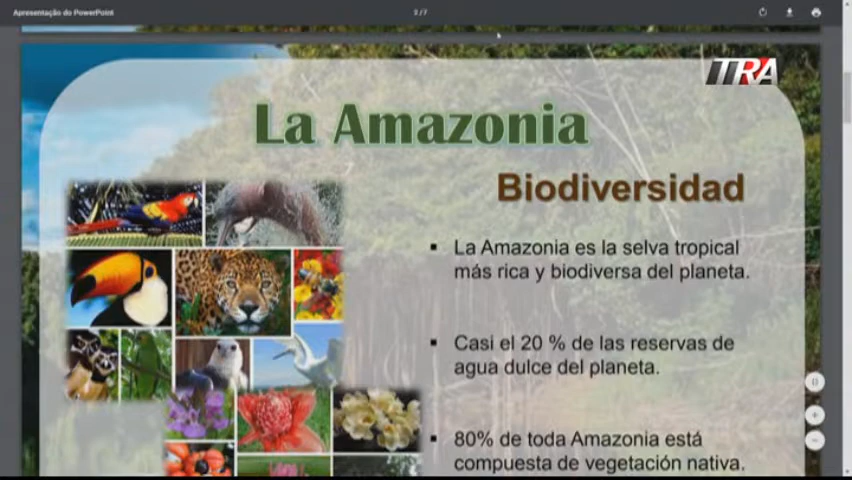 Apresentação do PowerPoint
2 / 7
ITRA
La Amazonia
Biodiversidad
▪ La Amazonia es la selva tropical
más rica y biodiversa del planeta.
▪ Casi el 20 % de las reservas de
agua dulce del planeta.
▪ 80% de toda Amazonia está
compuesta de vegetación nativa.